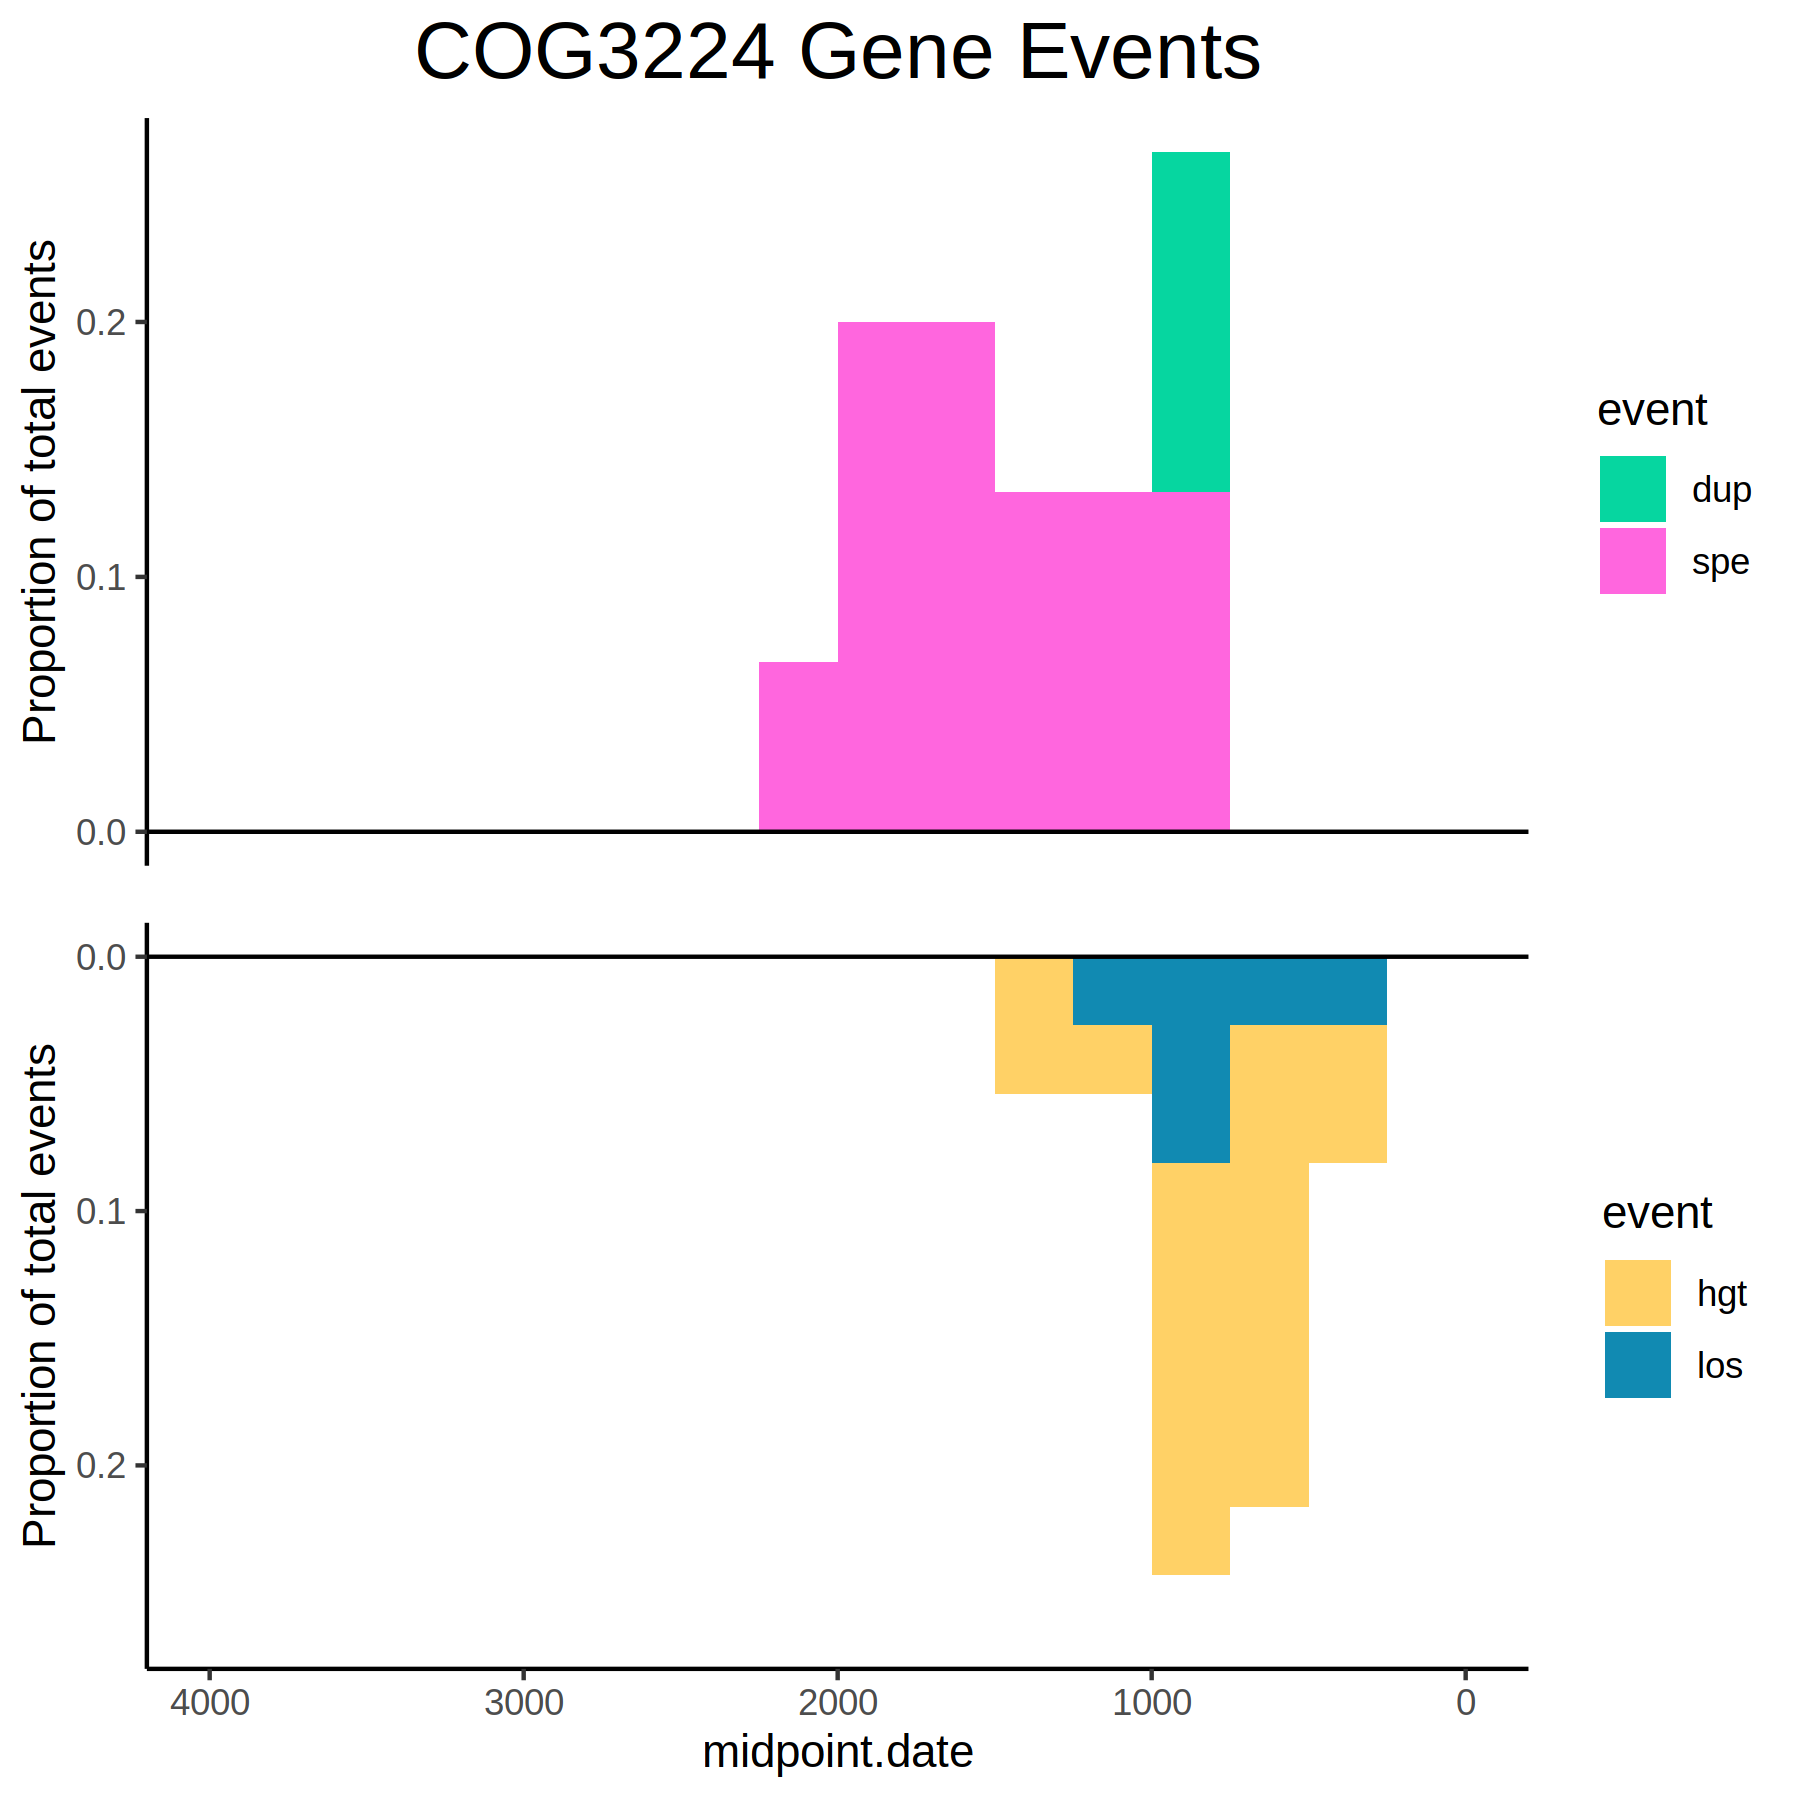 COG3224 Gene Events
Proportion of total events
0.2
0.1
0.0
event
dup
spe
Proportion of total events
0.0
0.1
0.2
event
hgt
los
4000 3000 2000 1000 0
midpoint.date